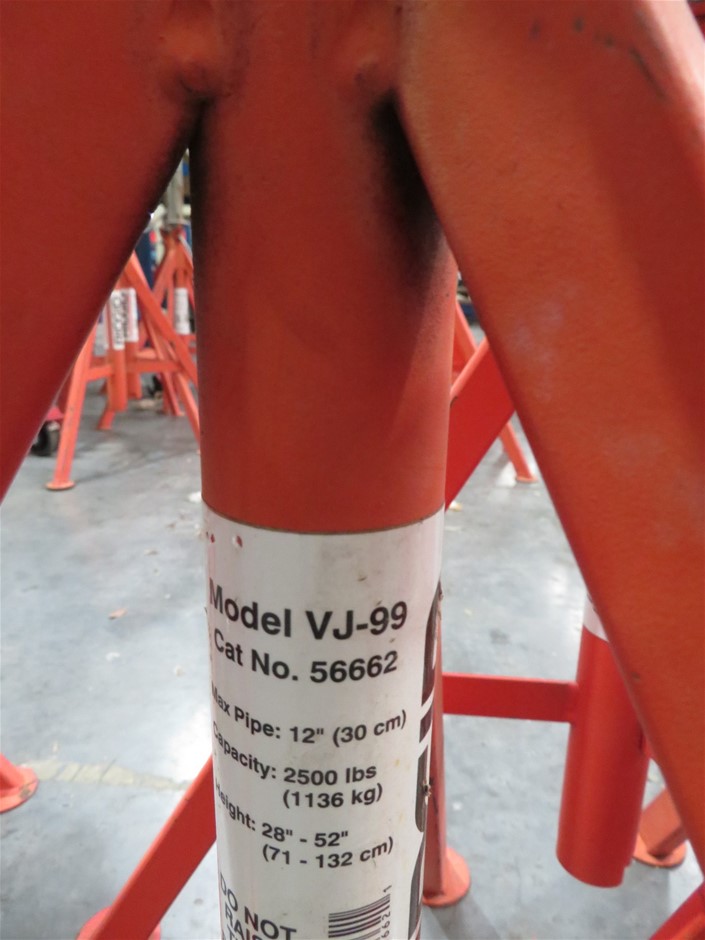 Model VJ-99
Cat No. 56662
Max Pipe: 12" (30 cm)
Capacity: 2500 lbs
(1136 kg)
Height: 28" - 52"
(71 - 132 cm)
DO NOT